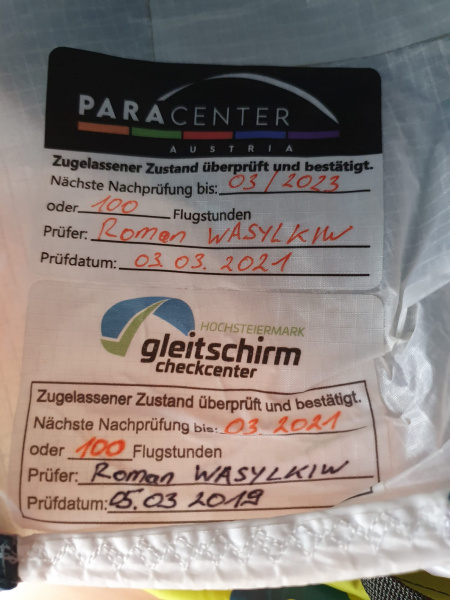 PARACENTER
AUSTRIA
Zugelassener Zustand überprüft und bestätigt.
Nächste Nachprüfung bis: 03/2023
oder 100 Flugstunden
Prüfer: Roman WASYLKIW
Prüfdatum: 03.03.2021
HOCHSTEIERMARK
gleitschirm
checkcenter
Zugelassener Zustand überprüft und bestätigt.
Nächste Nachprüfung bis: 03.2021
oder 100 Flugstunden
Prüfer: Roman WASYLKIW
Prüfdatum: 05.03 2019